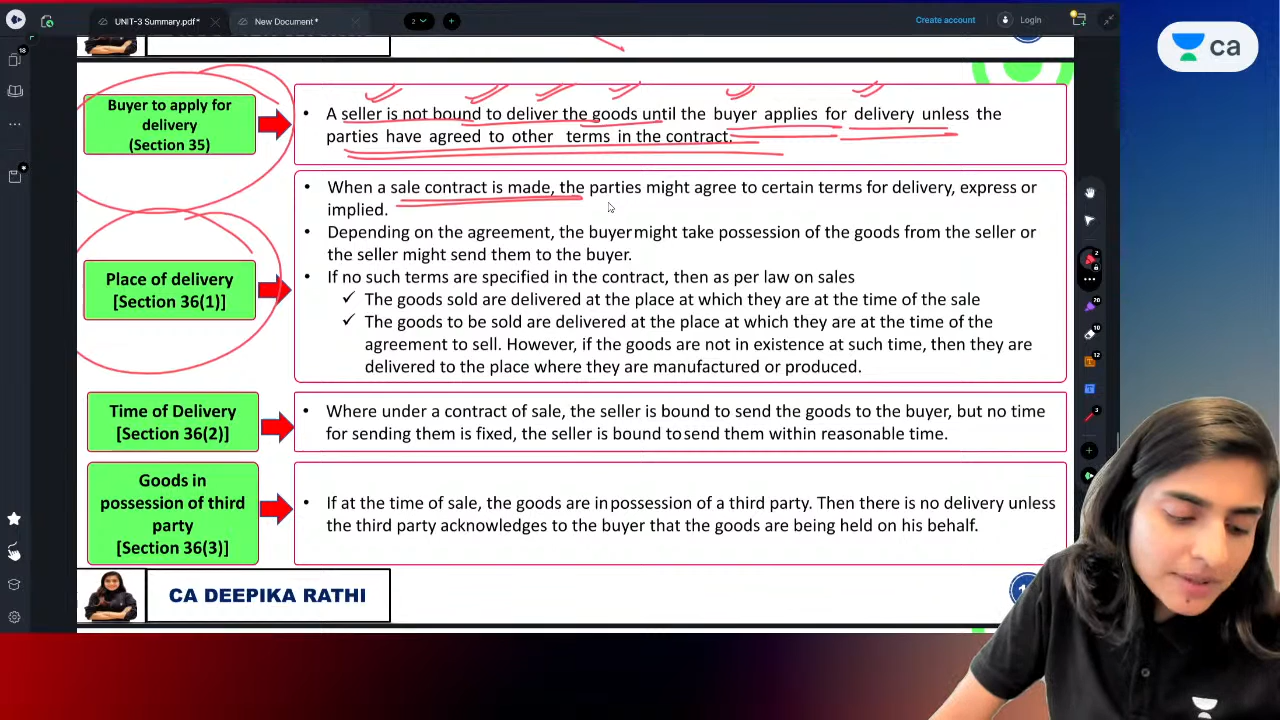 UNIT-3 Summary.pdf*
New Document*
2
Create account
Login
ca
18
Buyer to apply for
delivery
(Section 35)
• A seller is not bound to deliver the goods until the buyer applies for delivery unless the
parties have agreed to other terms in the contract.
Place of delivery
[Section 36(1)]
• When a sale contract is made, the parties might agree to certain terms for delivery, express or
implied.
• Depending on the agreement, the buyer might take possession of the goods from the seller or
the seller might send them to the buyer.
• If no such terms are specified in the contract, then as per law on sales
✓ The goods sold are delivered at the place at which they are at the time of the sale
✓ The goods to be sold are delivered at the place at which they are at the time of the
agreement to sell. However, if the goods are not in existence at such time, then they are
delivered to the place where they are manufactured or produced.
Time of Delivery
[Section 36(2)]
• Where under a contract of sale, the seller is bound to send the goods to the buyer, but no time
for sending them is fixed, the seller is bound to send them within reasonable time.
Goods in
possession of third
party
[Section 36(3)]
• If at the time of sale, the goods are in possession of a third party. Then there is no delivery unless
the third party acknowledges to the buyer that the goods are being held on his behalf.
CA DEEPIKA RATHI
2
20
10
12
3